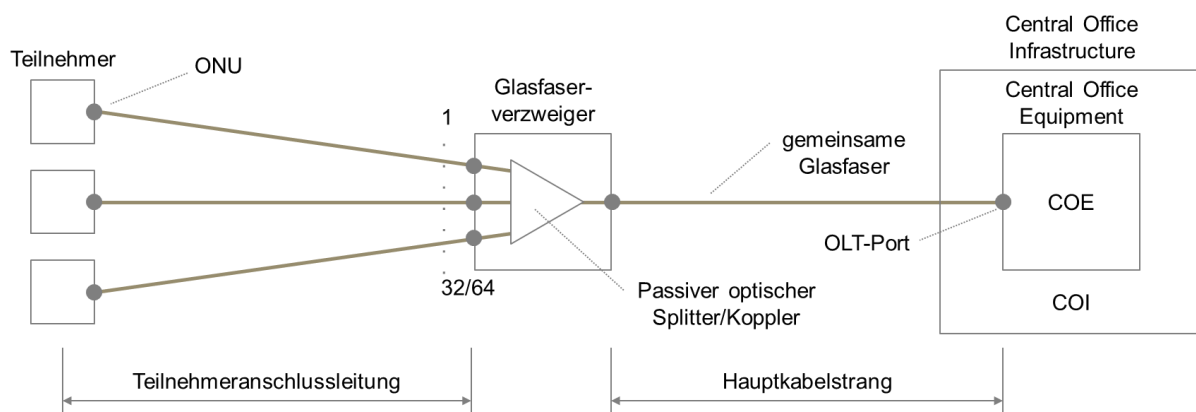 Central Office
Infrastructure
Teilnehmer
ONU
Glasfaser-
verzweiger
Central Office
Equipment
1
gemeinsame
Glasfaser
COE
OLT-Port
32/64
Passiver optischer
Splitter/Koppler
COI
Teilnehmeranschlussleitung
Hauptkabelstrang